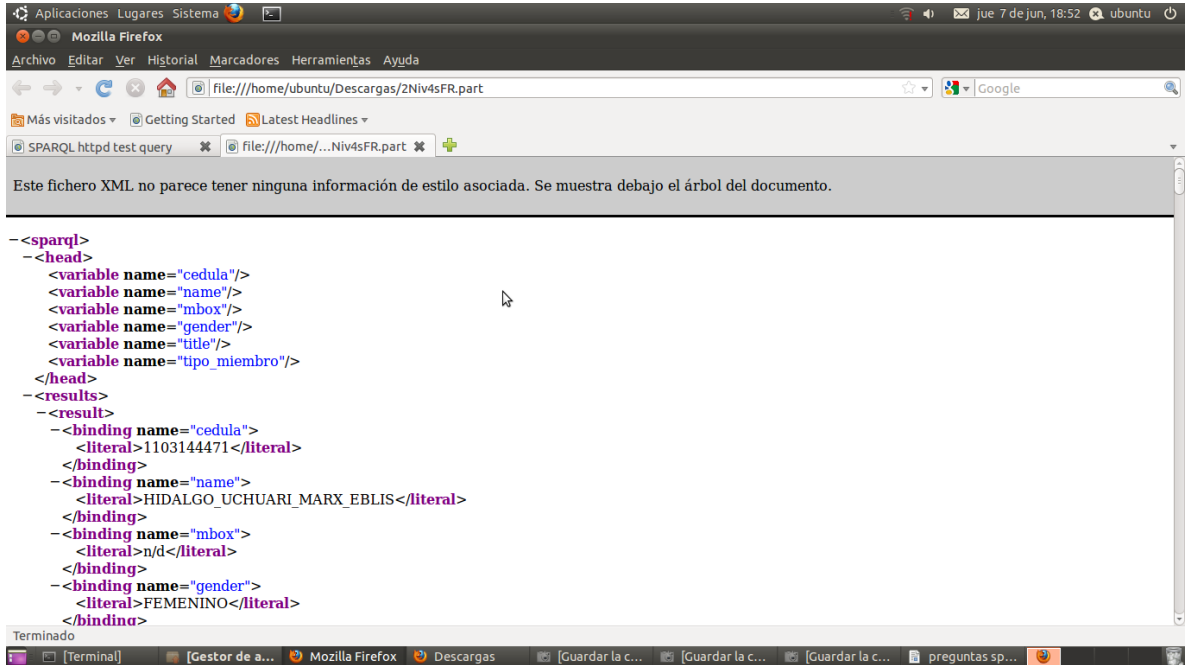 Aplicaciones Lugares Sistema jue 7 de jun, 18:52 ubuntu
Mozilla Firefox
Archivo Editar Ver Historial Marcadores Herramientas Ayuda
file:///home/ubuntu/Descargas/2Niv4sFR.part Google
Más visitados Getting Started Latest Headlines
SPARQL httpd test query file:///home/...Niv4sFR.part
Este fichero XML no parece tener ninguna información de estilo asociada. Se muestra debajo el árbol del documento.
−<sparql>
−<head>
<variable name="cedula"/>
<variable name="name"/>
<variable name="mbox"/>
<variable name="gender"/>
<variable name="title"/>
<variable name="tipo_miembro"/>
</head>
−<results>
−<result>
−<binding name="cedula">
<literal>1103144471</literal>
</binding>
−<binding name="name">
<literal>HIDALGO_UCHUARI_MARX_EBLIS</literal>
</binding>
−<binding name="mbox">
<literal>n/d</literal>
</binding>
−<binding name="gender">
<literal>FEMENINO</literal>
</binding>
Terminado
[Terminal] [Gestor de a... Mozilla Firefox Descargas [Guardar la c... [Guardar la c... [Guardar la c... preguntas sp...